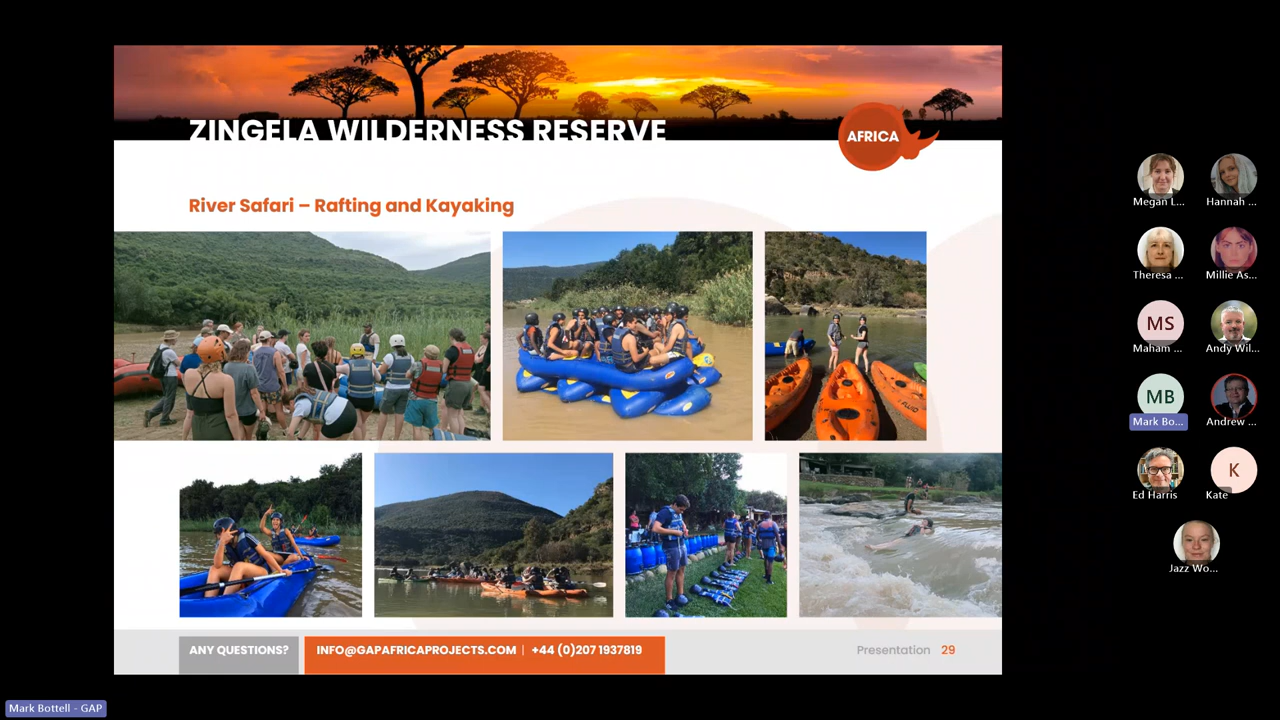 ZINGELA WILDERNESS RESERVE
AFRICA
River Safari – Rafting and Kayaking
ANY QUESTIONS?
INFO@GAPAFRICAPROJECTS.COM | +44 (0)207 1937819
Presentation 29
Megan L...
Hannah ...
Theresa ...
Millie As...
MS
Maham ...
Andy Wil...
MB
Mark Bo...
Andrew ...
Ed Harris
K
Kate
Jazz Wo...
Mark Bottell - GAP